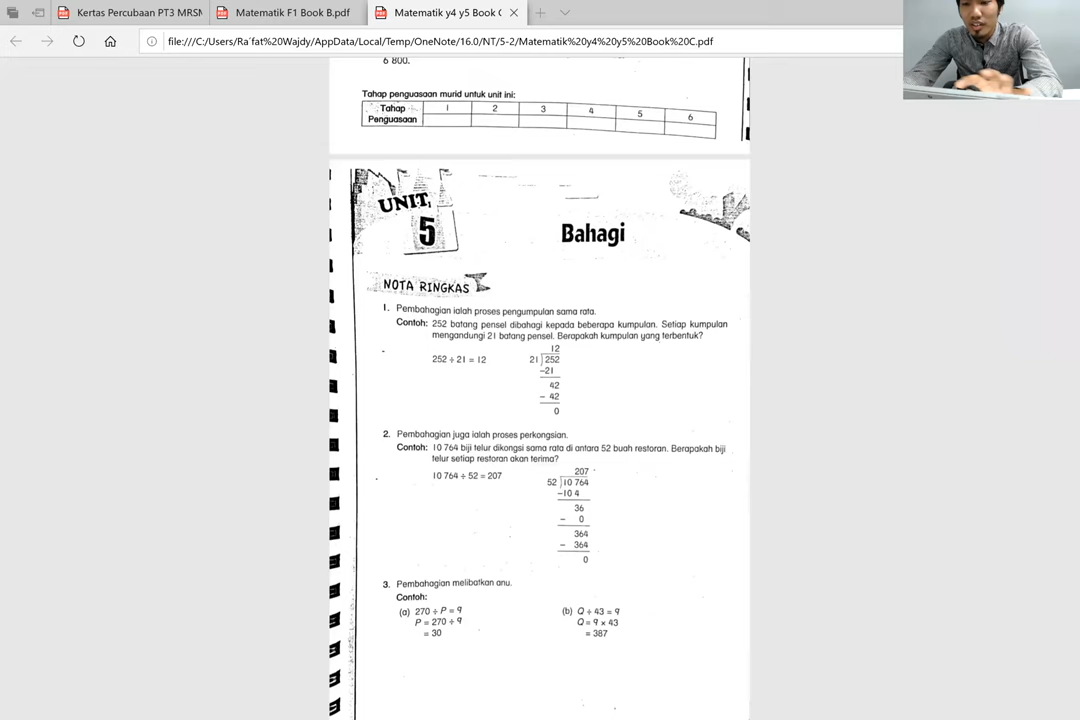 Kertas Percubaan PT3 MRSM
Matematik F1 Book B.pdf
Matematik y4 y5 Book C
file:///C:/Users/Ra'fat%20Wajdy/AppData/Local/Temp/OneNote/16.0/NT/5-2/Matematik%20y4%20y5%20Book%20C.pdf
6 800.
Tahap penguasaan murid untuk unit ini:
Tahap 1 2 3 4 5 6
Penguasaan
UNIT
5
Bahagi
NOTA RINGKAS
1. Pembahagian ialah proses pengumpulan sama rata.
Contoh: 252 batang pensel dibahagi kepada beberapa kumpulan. Setiap kumpulan
mengandungi 21 batang pensel. Berapakah kumpulan yang terbentuk?
12
252 ÷ 21 = 12 21 252
-21
42
- 42
0
2. Pembahagian juga ialah proses perkongsian.
Contoh: 10 764 biji telur dikongsi sama rata di antara 52 buah restoran. Berapakah biji
telur setiap restoran akan terima?
207
10 764 ÷ 52 = 207 52 10 764
-10 4
36
- 0
364
- 364
0
3. Pembahagian melibatkan anu.
Contoh:
(a) 270 ÷ P = 9 (b) Q ÷ 43 = 9
P = 270 ÷ 9 Q = 9 × 43
= 30 = 387